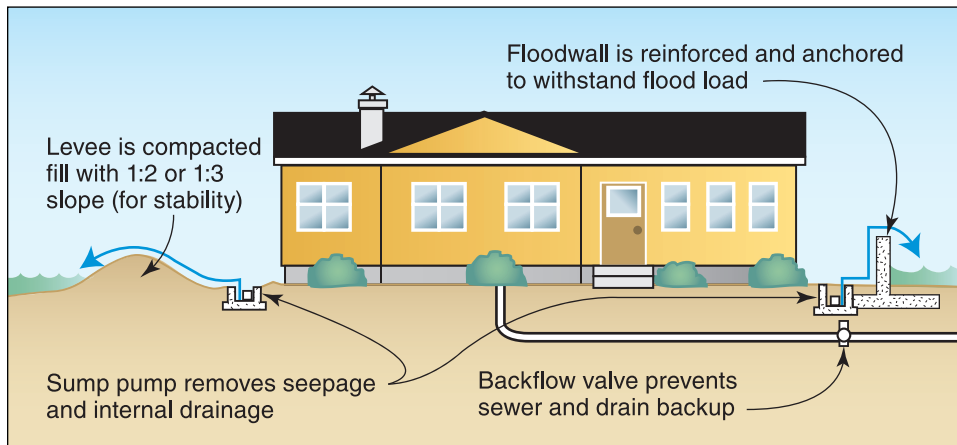 Floodwall is reinforced and anchored
to withstand flood load
Levee is compacted
fill with 1:2 or 1:3
slope (for stability)
Sump pump removes seepage
and internal drainage
Backflow valve prevents
sewer and drain backup